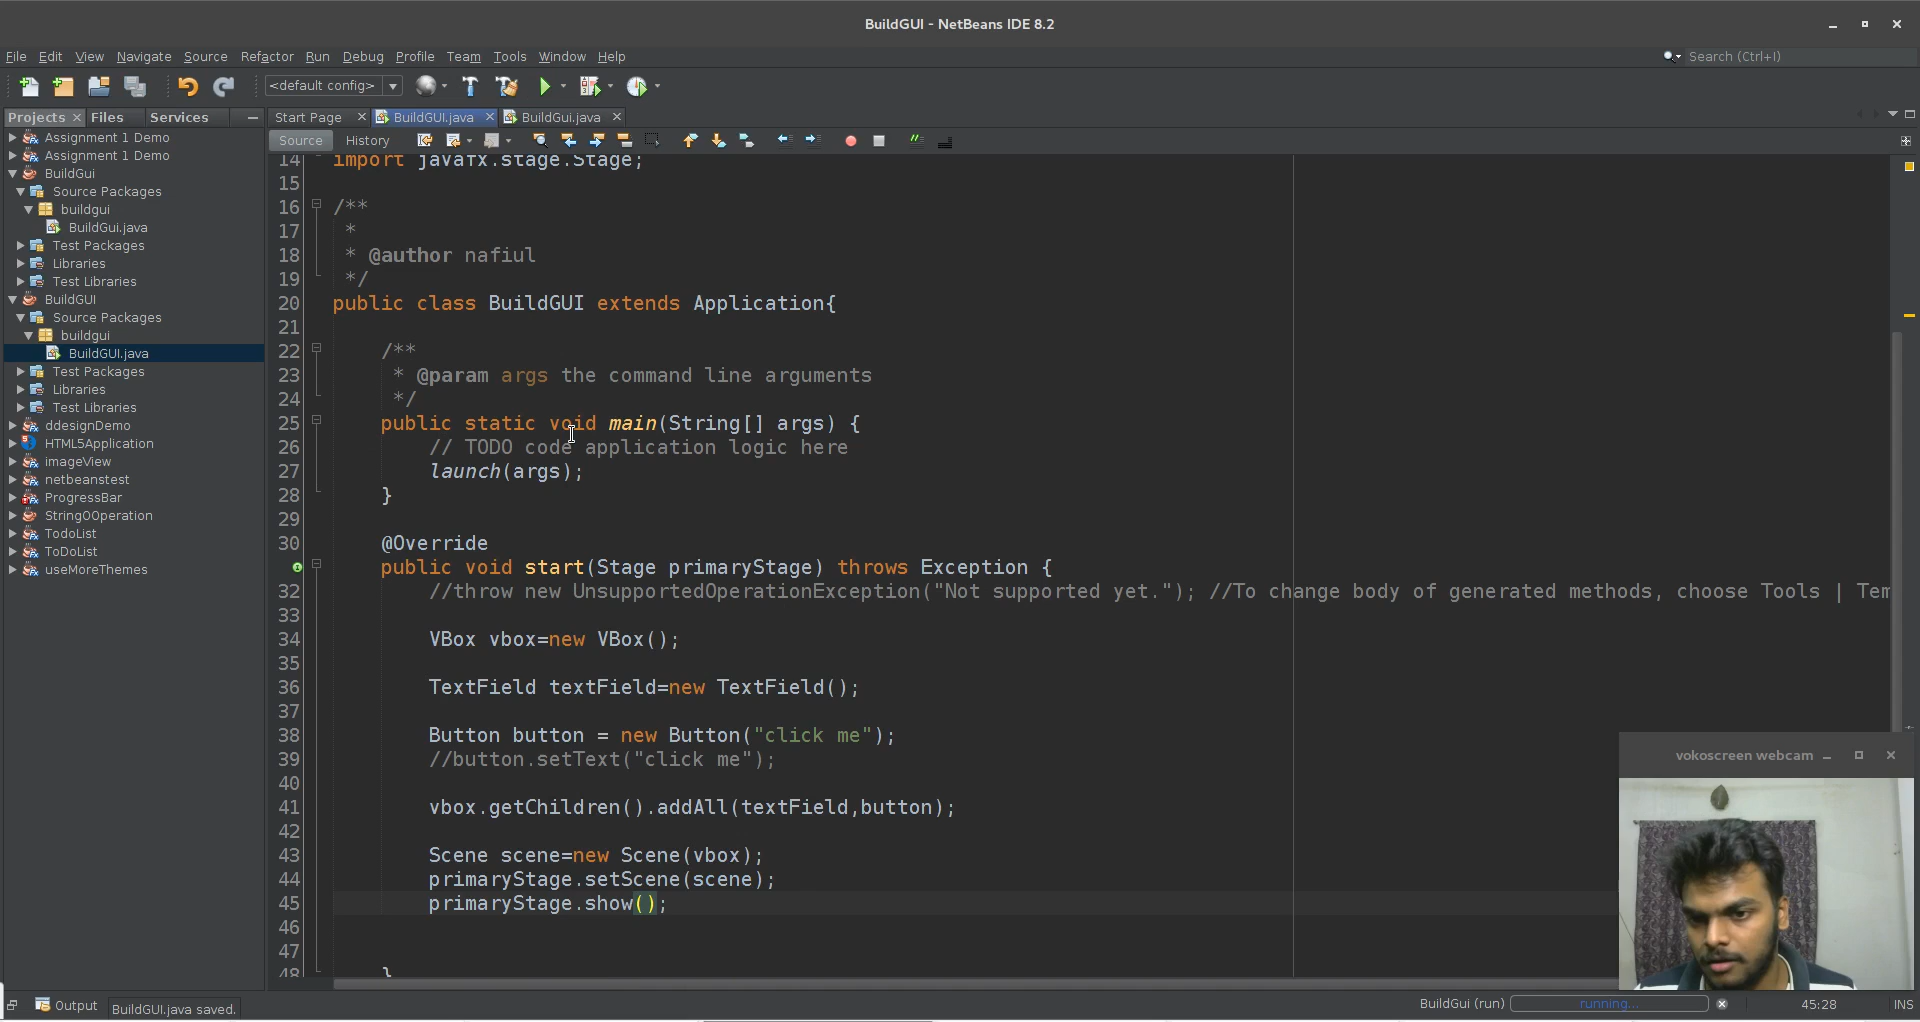 BuildGUI - NetBeans IDE 8.2
File Edit View Navigate Source Refactor Run Debug Profile Team Tools Window Help
Search (Ctrl+I)
<default config>
Projects Files Services
Start Page BuildGUI.java BuildGui.java
Source History
Assignment 1 Demo
Assignment 1 Demo
BuildGui
Source Packages
buildgui
BuildGui.java
Test Packages
Libraries
Test Libraries
BuildGUI
Source Packages
buildgui
BuildGUI.java
Test Packages
Libraries
Test Libraries
ddesignDemo
HTML5Application
imageView
netbeanstest
ProgressBar
StringOOperation
TodoList
ToDoList
useMoreThemes
14 import javafx.stage.Stage;
15
16 /**
17 *
18 * @author nafiul
19 */
20 public class BuildGUI extends Application{
21
22 /**
23 * @param args the command line arguments
24 */
25 public static void main(String[] args) {
26 // TODO code application logic here
27 launch(args);
28 }
29
30 @Override
public void start(Stage primaryStage) throws Exception {
32 //throw new UnsupportedOperationException("Not supported yet."); //To change body of generated methods, choose Tools | Tem
33
34 VBox vbox=new VBox();
35
36 TextField textField=new TextField();
37
38 Button button = new Button("click me");
39 //button.setText("click me");
40
41 vbox.getChildren().addAll(textField,button);
42
43 Scene scene=new Scene(vbox);
44 primaryStage.setScene(scene);
45 primaryStage.show();
46
47
48 }
vokoscreen webcam
Output BuildGUI.java saved.
BuildGui (run) running... 45:28 INS